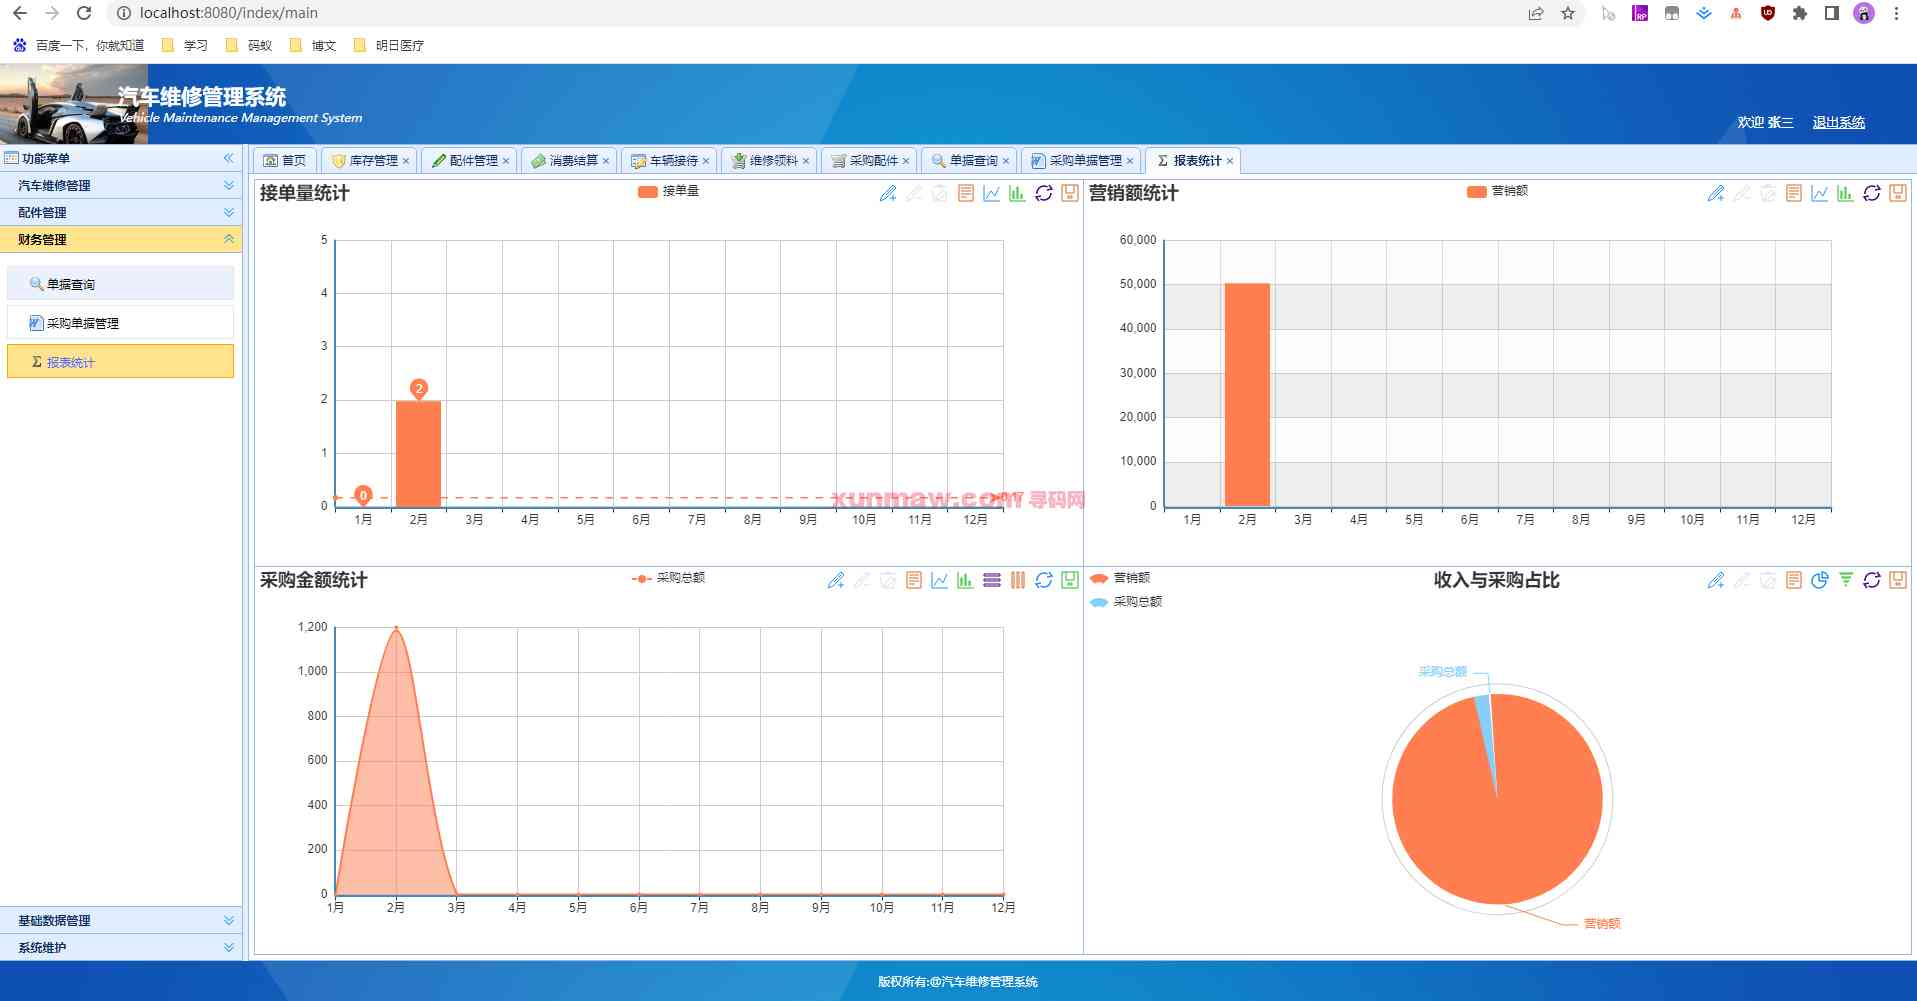 localhost:8080/index/main
百度一下，你就知道 学习 码蚁 博文 明日医疗
汽车维修管理系统
Vehicle Maintenance Management System
欢迎 张三 退出系统
功能菜单
汽车维修管理
配件管理
财务管理
单据查询
采购单据管理
Σ 报表统计
基础数据管理
系统维护
首页 库存管理 × 配件管理 × 消费结算 × 车辆接待 × 维修领料 × 采购配件 × 单据查询 × 采购单据管理 × Σ 报表统计 ×
接单量统计
接单量
5
4
3
2
1
0
2
0
1月 2月 3月 4月 5月 6月 7月 8月 9月 10月 11月 12月
xunmaw.com 寻码网
营销额统计
营销额
60,000
50,000
40,000
30,000
20,000
10,000
0
1月 2月 3月 4月 5月 6月 7月 8月 9月 10月 11月 12月
采购金额统计
采购总额
1,200
1,000
800
600
400
200
0
1月 2月 3月 4月 5月 6月 7月 8月 9月 10月 11月 12月
营销额
采购总额
收入与采购占比
采购总额
营销额
版权所有:@汽车维修管理系统